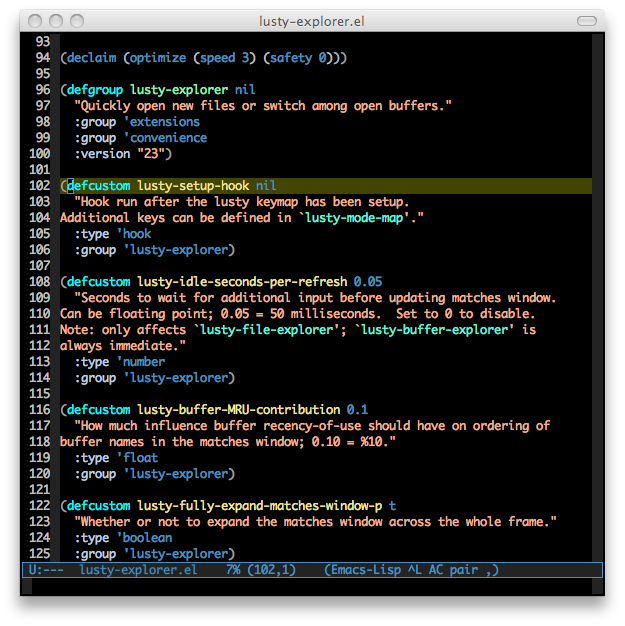 lusty-explorer.el
93
94 (declaim (optimize (speed 3) (safety 0)))
95
96 (defgroup lusty-explorer nil
97   "Quickly open new files or switch among open buffers."
98   :group 'extensions
99   :group 'convenience
100   :version "23")
101
102 (defcustom lusty-setup-hook nil
103   "Hook run after the lusty keymap has been setup.
104 Additional keys can be defined in `lusty-mode-map'."
105   :type 'hook
106   :group 'lusty-explorer)
107
108 (defcustom lusty-idle-seconds-per-refresh 0.05
109   "Seconds to wait for additional input before updating matches window.
110 Can be floating point; 0.05 = 50 milliseconds.  Set to 0 to disable.
111 Note: only affects `lusty-file-explorer'; `lusty-buffer-explorer' is
112 always immediate."
113   :type 'number
114   :group 'lusty-explorer)
115
116 (defcustom lusty-buffer-MRU-contribution 0.1
117   "How much influence buffer recency-of-use should have on ordering of
118 buffer names in the matches window; 0.10 = %10."
119   :type 'float
120   :group 'lusty-explorer)
121
122 (defcustom lusty-fully-expand-matches-window-p t
123   "Whether or not to expand the matches window across the whole frame."
124   :type 'boolean
125   :group 'lusty-explorer)
U:---  lusty-explorer.el    7% (102,1)    (Emacs-Lisp ^L AC pair ,)